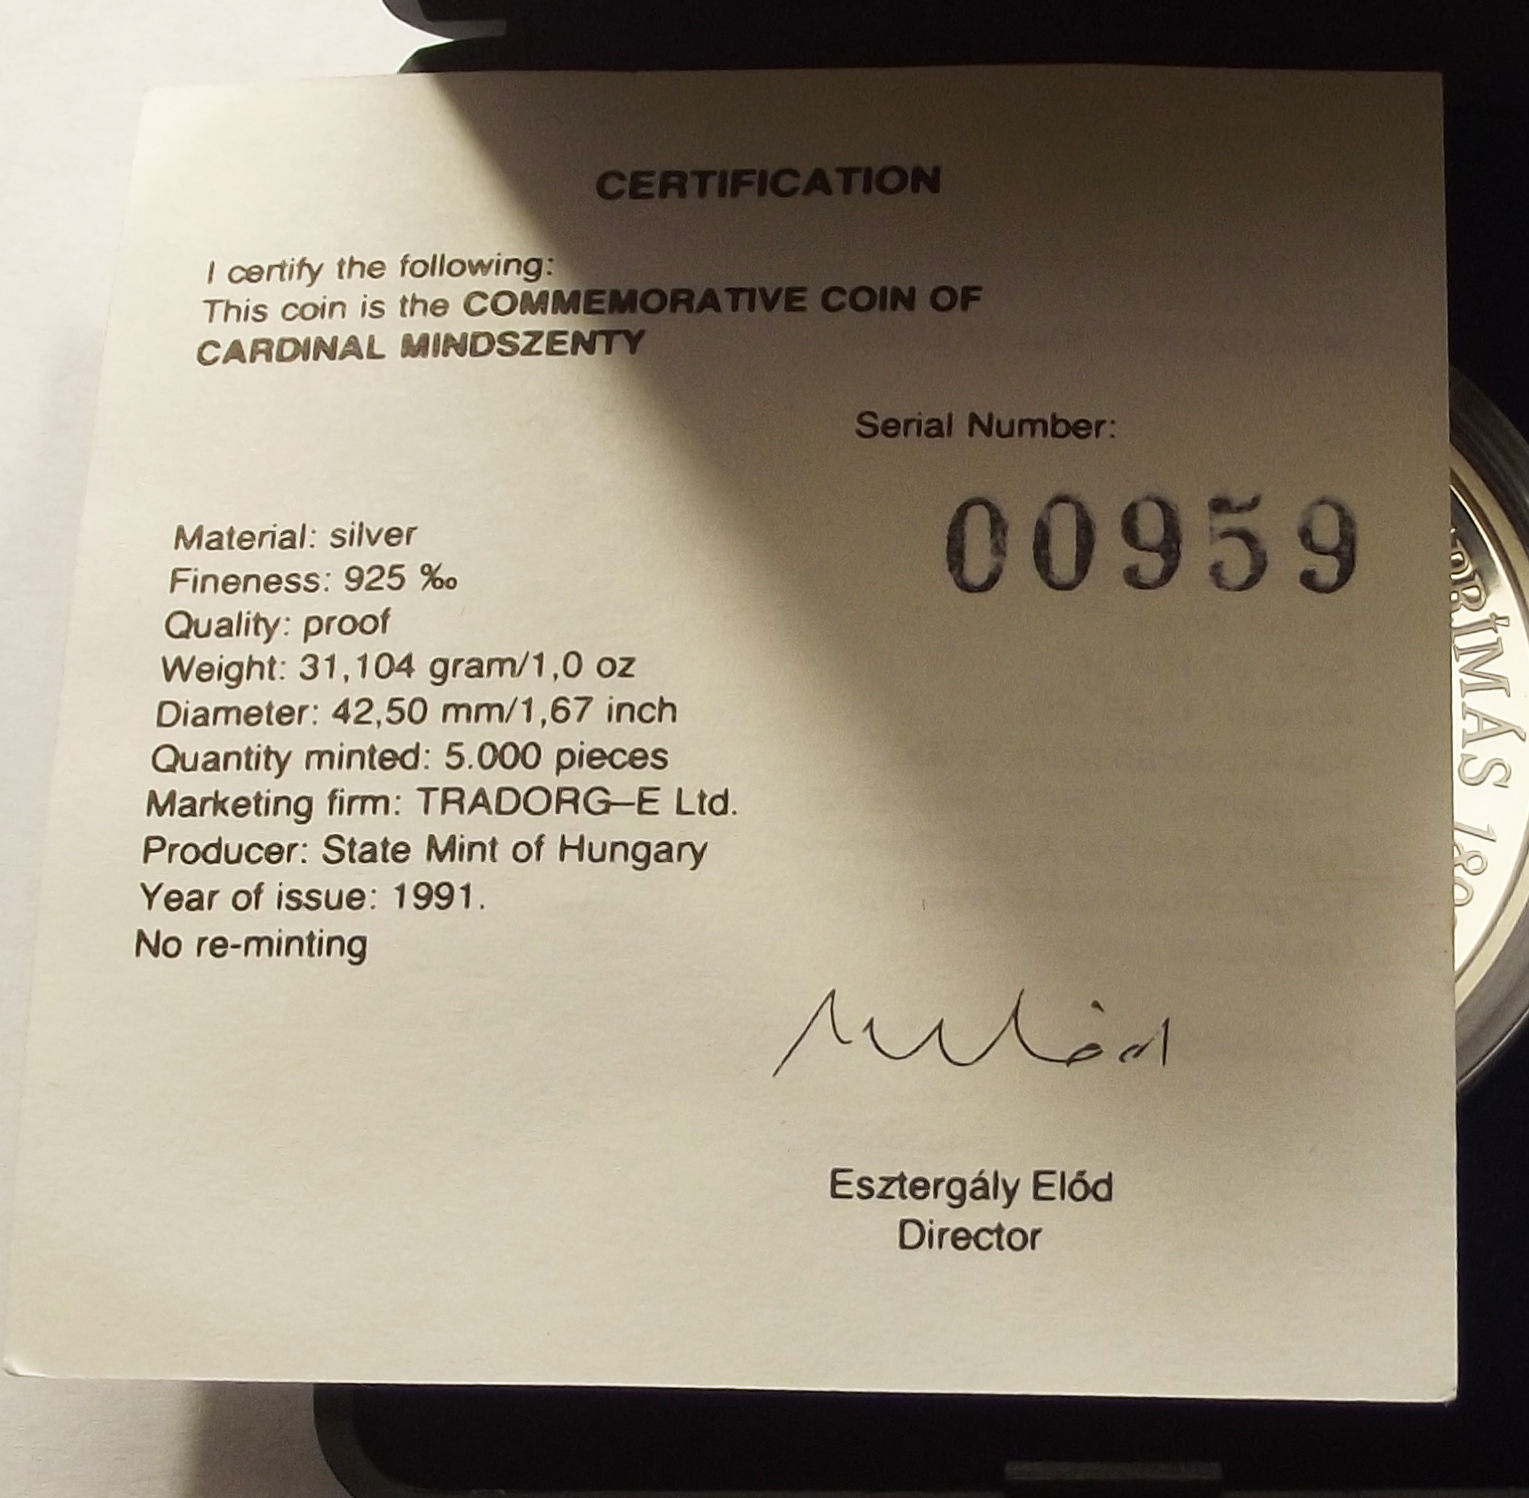 CERTIFICATION
I certify the following:
This coin is the COMMEMORATIVE COIN OF
CARDINAL MINDSZENTY
Serial Number:
00959
Material: silver
Fineness: 925 ‰
Quality: proof
Weight: 31,104 gram/1,0 oz
Diameter: 42,50 mm/1,67 inch
Quantity minted: 5.000 pieces
Marketing firm: TRADORG–E Ltd.
Producer: State Mint of Hungary
Year of issue: 1991.
No re-minting
Esztergály Előd
Director
PRÍMÁS 189